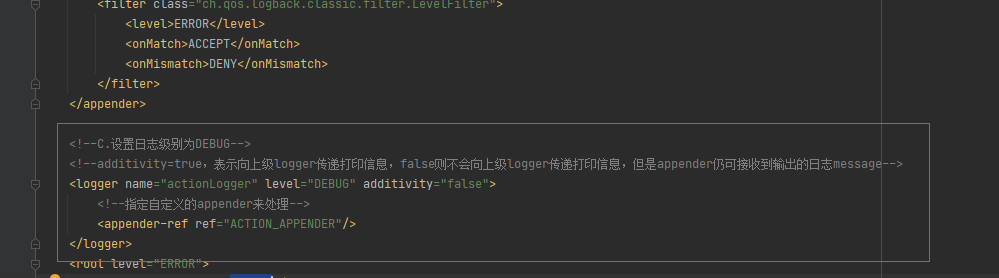 <filter class="ch.qos.logback.classic.filter.LevelFilter">
<level>ERROR</level>
<onMatch>ACCEPT</onMatch>
<onMismatch>DENY</onMismatch>
</filter>
</appender>
<!--C.设置日志级别为DEBUG-->
<!--additivity=true，表示向上级logger传递打印信息，false则不会向上级logger传递打印信息，但是appender仍可接收到输出的日志message-->
<logger name="actionLogger" level="DEBUG" additivity="false">
<!--指定自定义的appender来处理-->
<appender-ref ref="ACTION_APPENDER"/>
</logger>
<root level="ERROR">